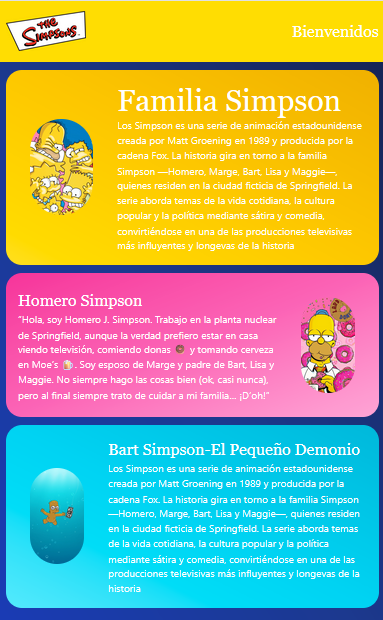 THE
SIMPSONS
Bienvenidos
Familia Simpson
Los Simpson es una serie de animación estadounidense
creada por Matt Groening en 1989 y producida por la
cadena Fox. La historia gira en torno a la familia
Simpson —Homero, Marge, Bart, Lisa y Maggie—,
quienes residen en la ciudad ficticia de Springfield. La
serie aborda temas de la vida cotidiana, la cultura
popular y la política mediante sátira y comedia,
convirtiéndose en una de las producciones televisivas
más influyentes y longevas de la historia
Homero Simpson
"Hola, soy Homero J. Simpson. Trabajo en la planta nuclear
de Springfield, aunque la verdad prefiero estar en casa
viendo televisión, comiendo donas 🍩 y tomando cerveza
en Moe's 🍺. Soy esposo de Marge y padre de Bart, Lisa y
Maggie. No siempre hago las cosas bien (ok, casi nunca),
pero al final siempre trato de cuidar a mi familia... ¡D'oh!"
Bart Simpson-El Pequeño Demonio
Los Simpson es una serie de animación estadounidense
creada por Matt Groening en 1989 y producida por la
cadena Fox. La historia gira en torno a la familia Simpson
—Homero, Marge, Bart, Lisa y Maggie—, quienes residen
en la ciudad ficticia de Springfield. La serie aborda temas
de la vida cotidiana, la cultura popular y la política
mediante sátira y comedia, convirtiéndose en una de las
producciones televisivas más influyentes y longevas de la
historia